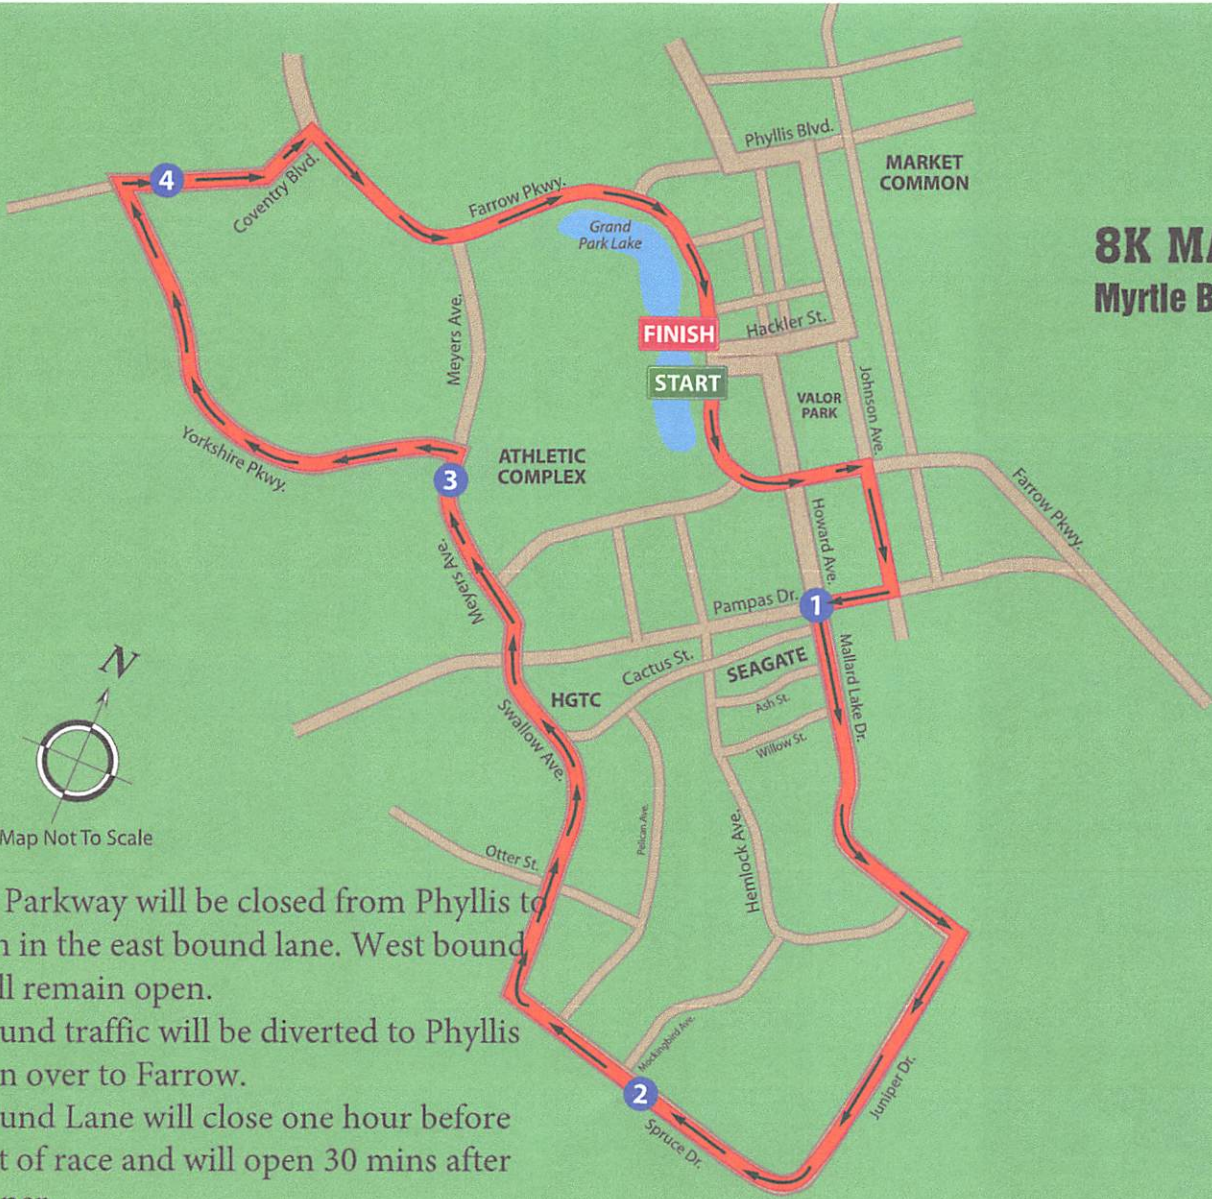 Phyllis Blvd.
MARKET
COMMON
4
Coventry Blvd.
Farrow Pkwy.
Grand
Park Lake
8K MA
Myrtle B
Meyers Ave.
FINISH
Hackler St.
START
VALOR
PARK
Johnson Ave.
Yorkshire Pkwy.
3
ATHLETIC
COMPLEX
Farrow Pkwy.
Howard Ave.
Meyers Ave.
Pampas Dr.
1
N
Cactus St.
SEAGATE
Mallard Lake Dr.
HGTC
Ash St.
Swallow Ave.
Willow St.
Map Not To Scale
Pelican Ave.
Hemlock Ave.
Otter St.
Parkway will be closed from Phyllis to
n in the east bound lane. West bound
ll remain open.
und traffic will be diverted to Phyllis
n over to Farrow.
und Lane will close one hour before
t of race and will open 30 mins after
Mockingbird Ave.
2
Juniper Dr.
Spruce Dr.